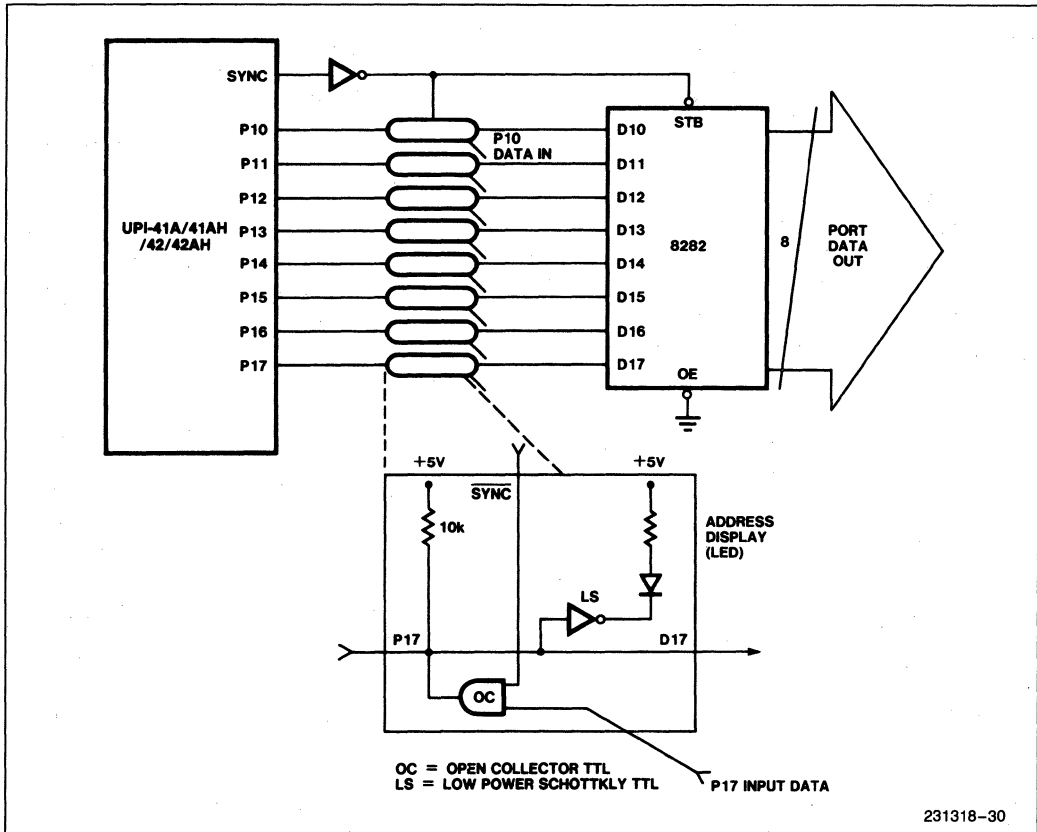 SYNC
P10
P11
P12
P13
P14
P15
P16
P17
UPI-41A/41AH
/42/42AH
P10
DATA IN
STB
D10
D11
D12
D13
D14
D15
D16
D17
8282
OE
8
PORT
DATA
OUT
+5V
SYNC
+5V
10k
ADDRESS
DISPLAY
(LED)
LS
P17
D17
OC
OC = OPEN COLLECTOR TTL
LS = LOW POWER SCHOTTKLY TTL
P17 INPUT DATA
231318-30